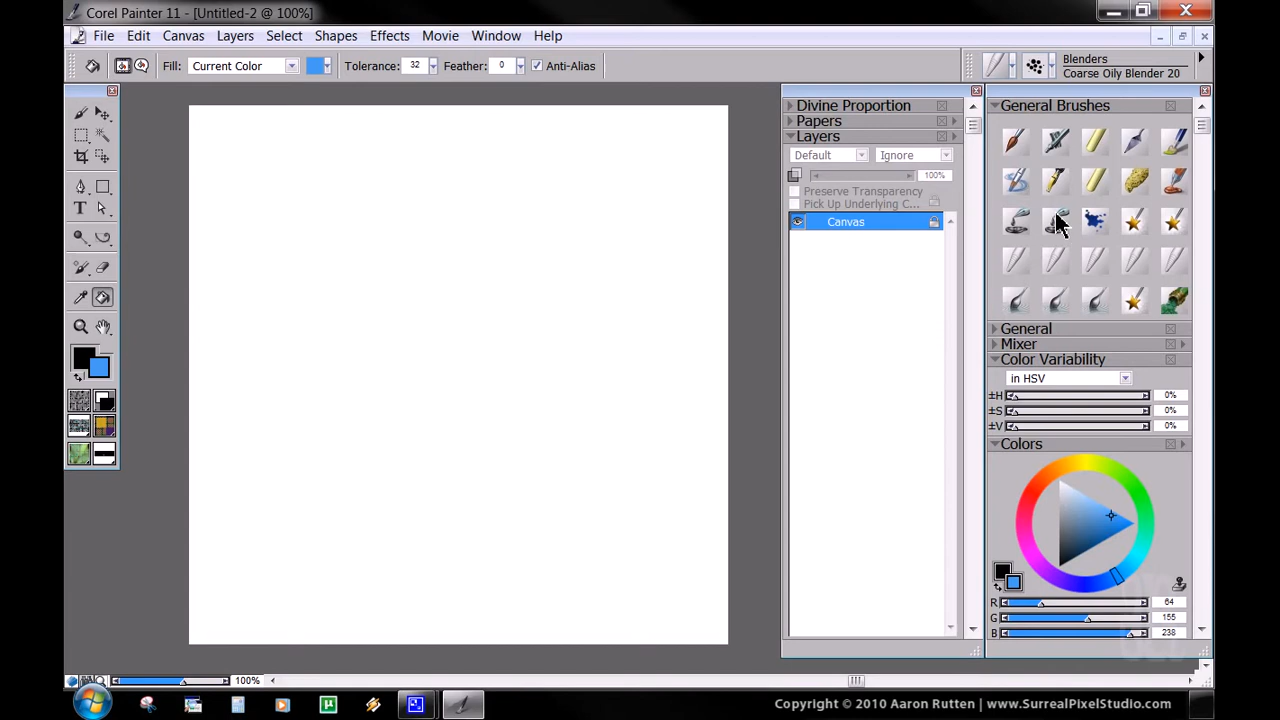 Corel Painter 11 - [Untitled-2 @ 100%]
File Edit Canvas Layers Select Shapes Effects Movie Window Help
Fill: Current Color Tolerance: 32 Feather: 0 Anti-Alias
Blenders
Coarse Oily Blender 20
Divine Proportion
Papers
Layers
Default Ignore
100%
Preserve Transparency
Pick Up Underlying C...
Canvas
General Brushes
General
Mixer
Color Variability
in HSV
±H 0%
±S 0%
±V 0%
Colors
R 64
G 155
B 238
T
100%
Copyright © 2010 Aaron Rutten | www.SurrealPixelStudio.com